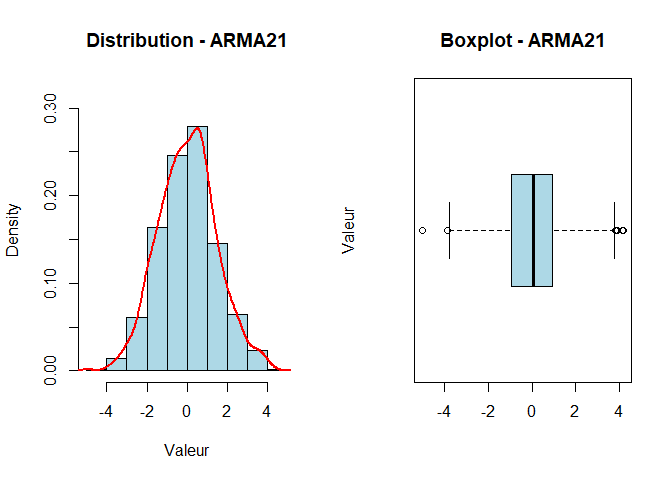 Distribution - ARMA21
Density
0.00 0.10 0.20 0.30
-4 -2 0 2 4
Valeur
Boxplot - ARMA21
Valeur
-4 -2 0 2 4